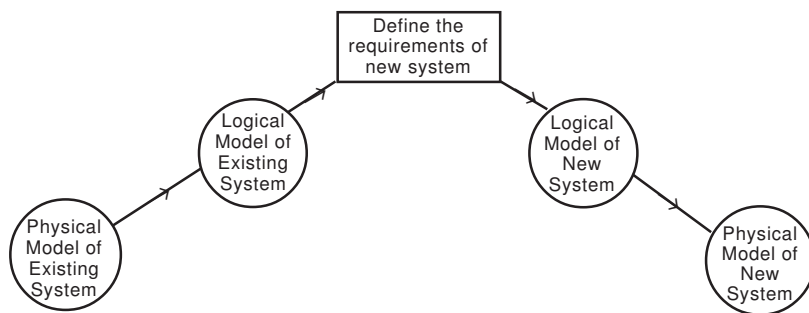 Define the
requirements of
new system
Logical
Model of
Existing
System
Logical
Model of
New
System
Physical
Model of
Existing
System
Physical
Model of
New
System